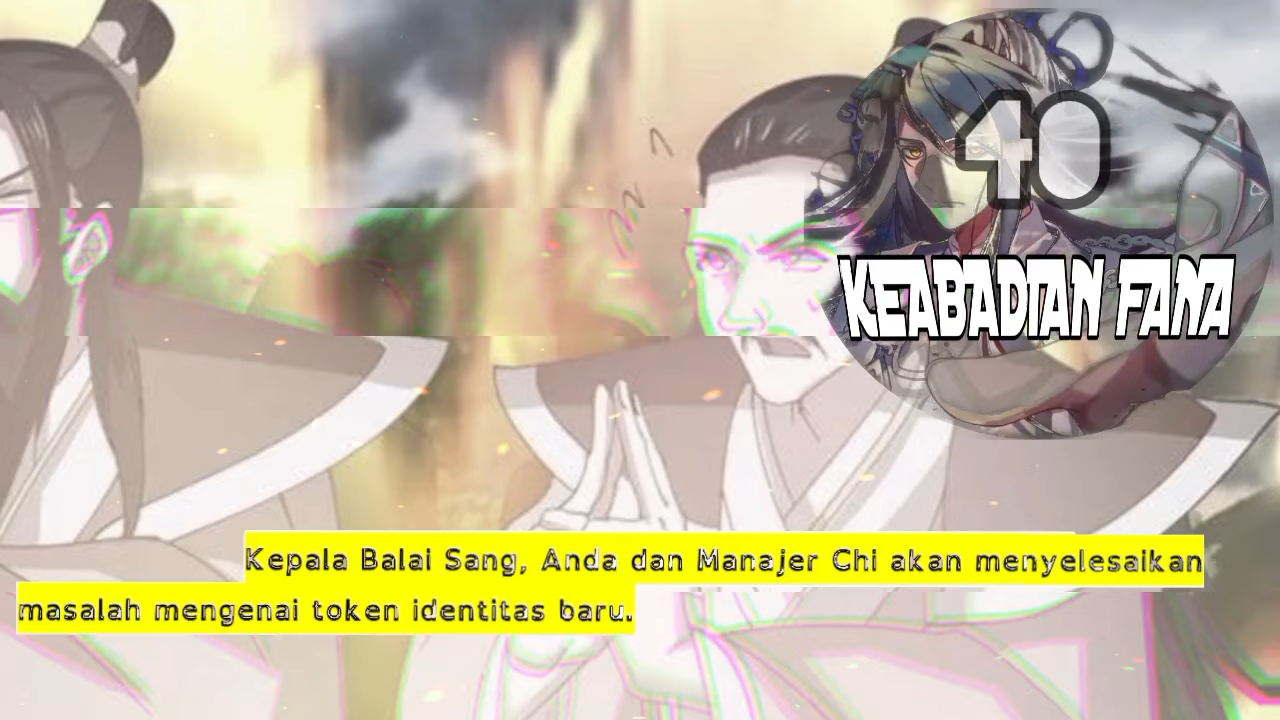 40
KEABADIAN FANA
Kepala Balai Sang, Anda dan Manajer Chi akan menyelesaikan
masalah mengenai token identitas baru.